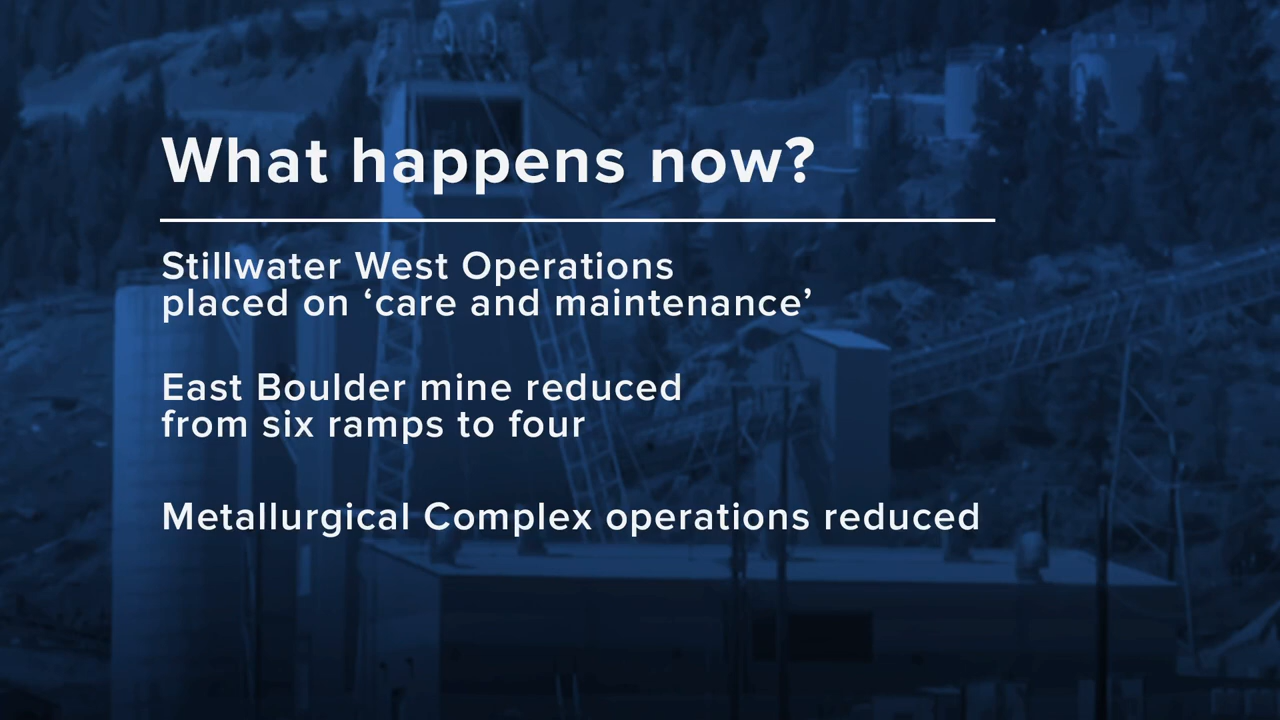 What happens now?
Stillwater West Operations
placed on ‘care and maintenance’
East Boulder mine reduced
from six ramps to four
Metallurgical Complex operations reduced